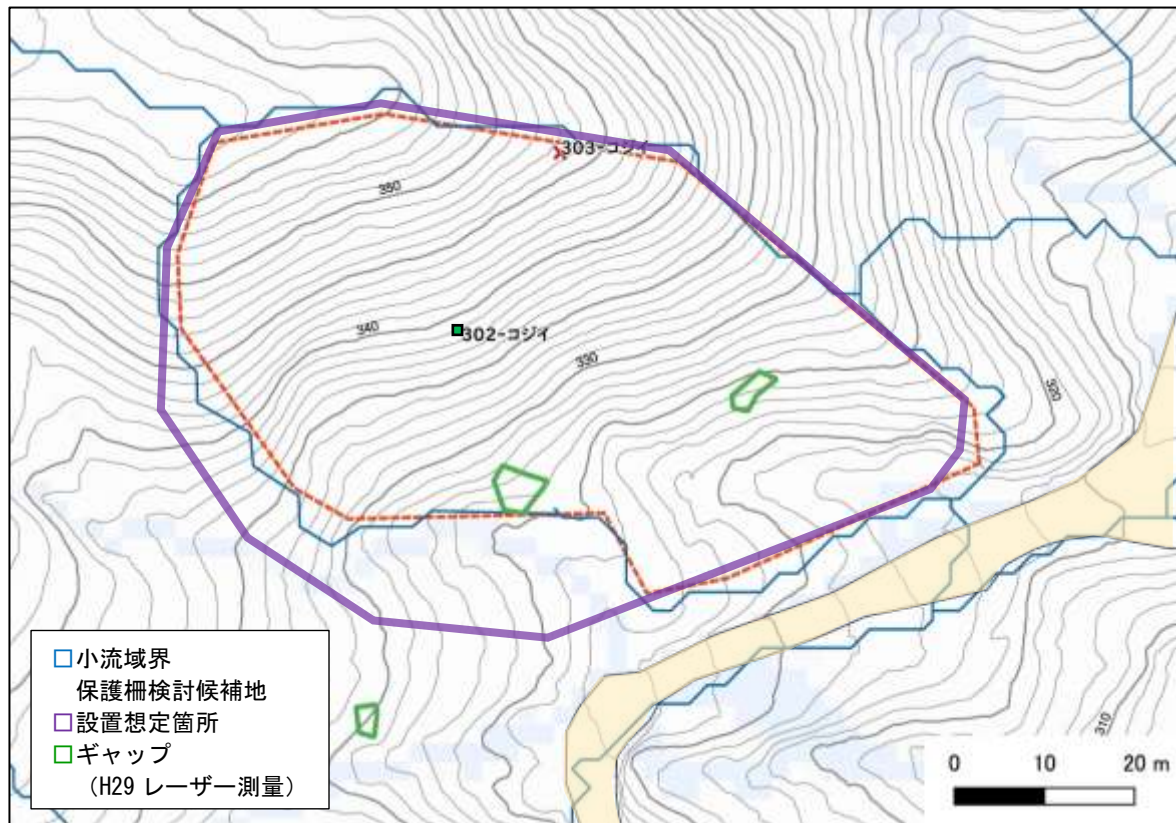 303-コジイ
350
340
302-コジイ
330
320
310
小流域界
保護柵検討候補地
設置想定箇所
ギャップ
（H29 レーザー測量）
0 10 20 m